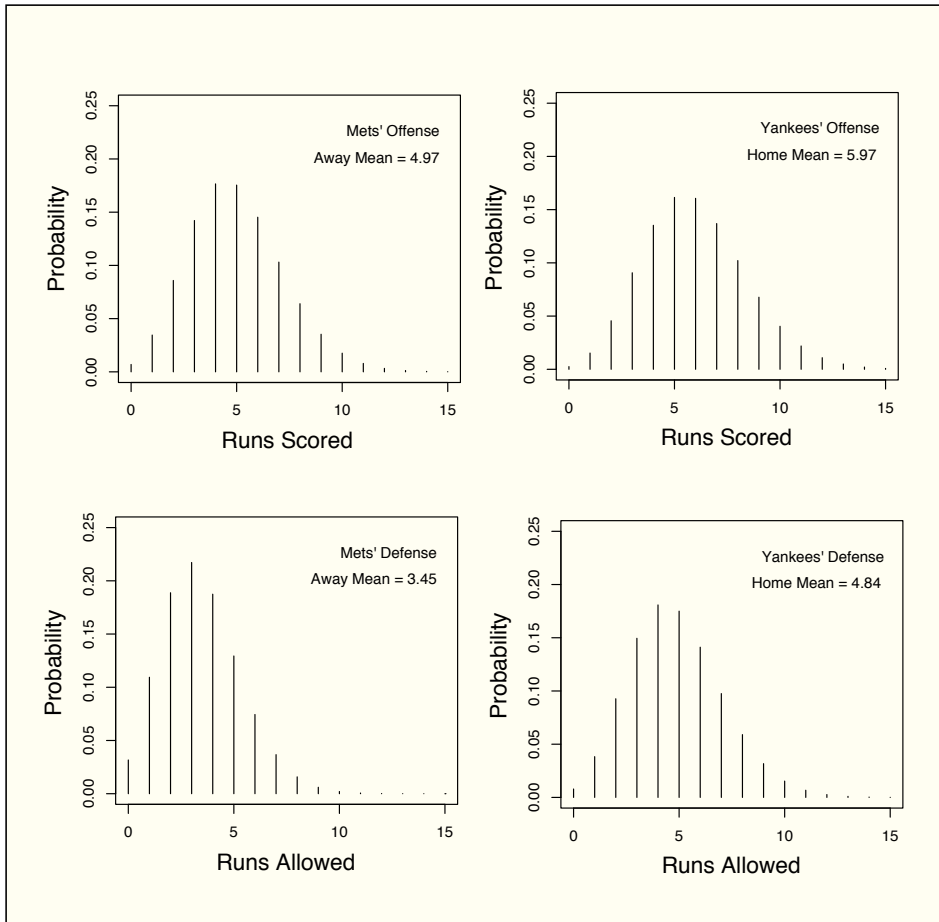 Mets' Offense
Away Mean = 4.97
Probability
0.00 0.05 0.10 0.15 0.20 0.25
0 5 10 15
Runs Scored
Yankees' Offense
Home Mean = 5.97
Probability
0.00 0.05 0.10 0.15 0.20 0.25
0 5 10 15
Runs Scored
Mets' Defense
Away Mean = 3.45
Probability
0.00 0.05 0.10 0.15 0.20 0.25
0 5 10 15
Runs Allowed
Yankees' Defense
Home Mean = 4.84
Probability
0.00 0.05 0.10 0.15 0.20 0.25
0 5 10 15
Runs Allowed